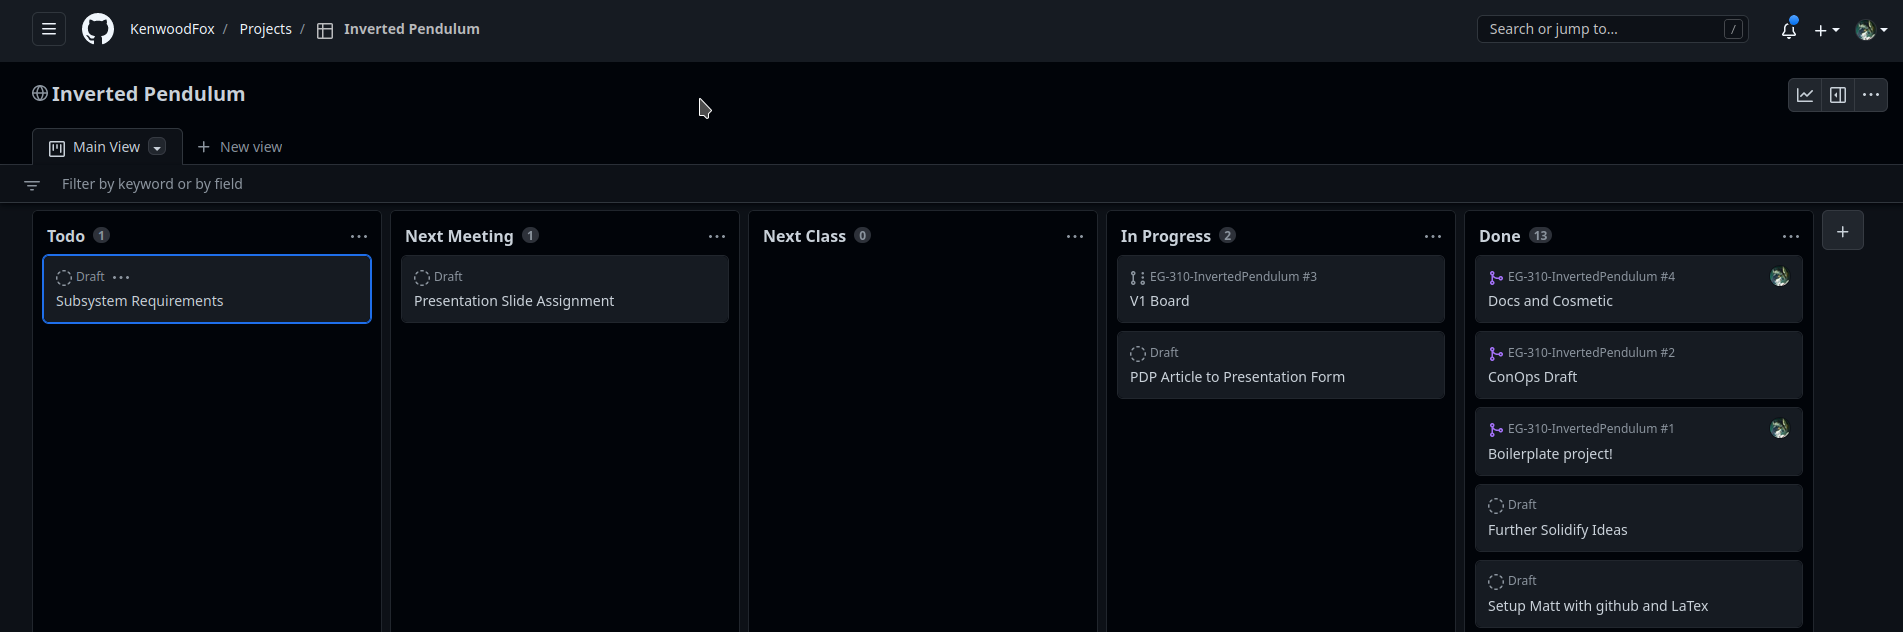 KenwoodFox / Projects / Inverted Pendulum
Search or jump to... /
Inverted Pendulum
Main View
New view
Filter by keyword or by field
Todo 1
Draft
Subsystem Requirements
Next Meeting 1
Draft
Presentation Slide Assignment
Next Class 0
In Progress 2
EG-310-InvertedPendulum #3
V1 Board
Draft
PDP Article to Presentation Form
Done 13
EG-310-InvertedPendulum #4
Docs and Cosmetic
EG-310-InvertedPendulum #2
ConOps Draft
EG-310-InvertedPendulum #1
Boilerplate project!
Draft
Further Solidify Ideas
Draft
Setup Matt with github and LaTex